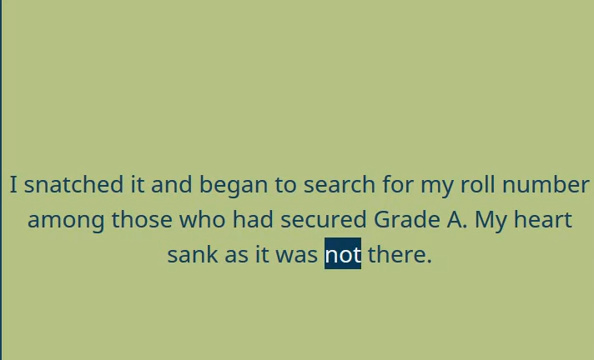 I snatched it and began to search for my roll number
among those who had secured Grade A. My heart
sank as it was not there.